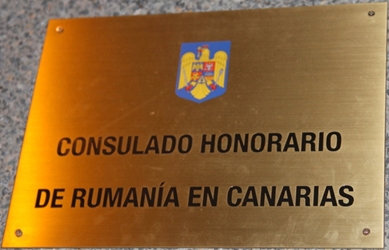 CONSULADO HONORARIO
DE RUMANÍA EN CANARIAS